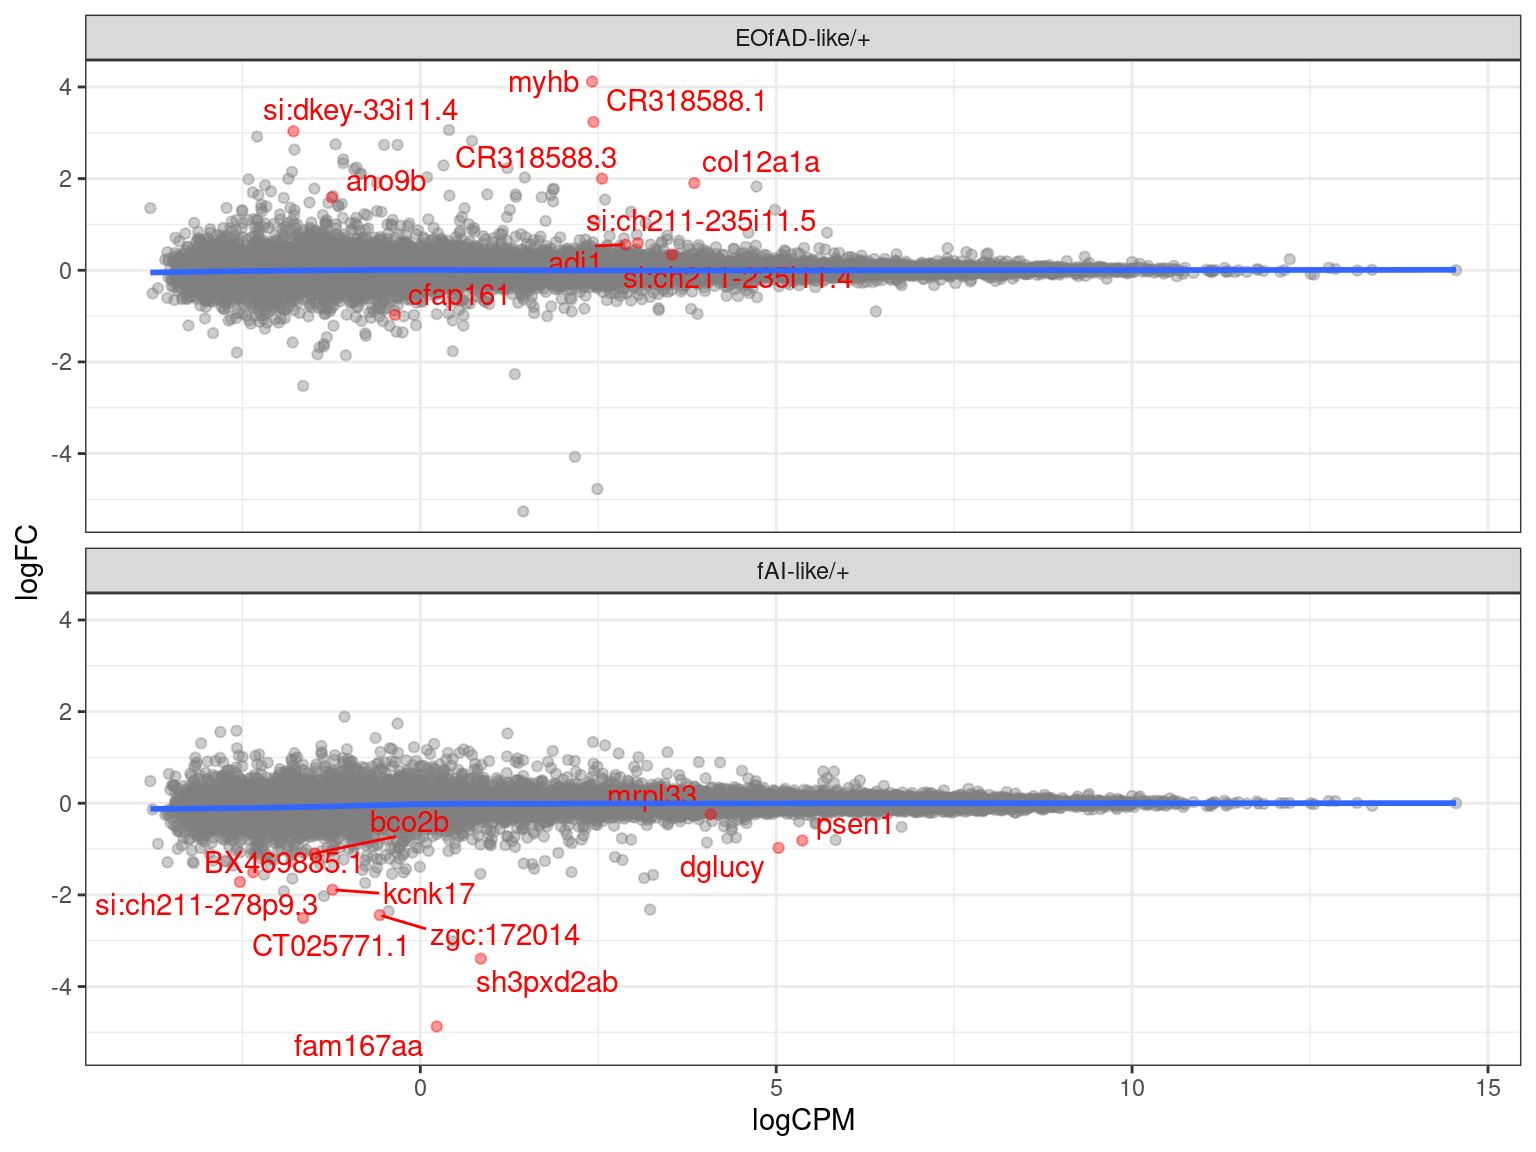 EOfAD-like/+
myhb
CR318588.1
si:dkey-33i11.4
CR318588.3
col12a1a
ano9b
si:ch211-235i11.5
adi1
si:ch211-235i11.4
cfap161
4
2
0
-2
-4
logFC
fAI-like/+
mrpl33
bco2b
psen1
BX469885.1
dglucy
kcnk17
si:ch211-278p9.3
CT025771.1
zgc:172014
sh3pxd2ab
fam167aa
4
2
0
-2
-4
0 5 10 15
logCPM